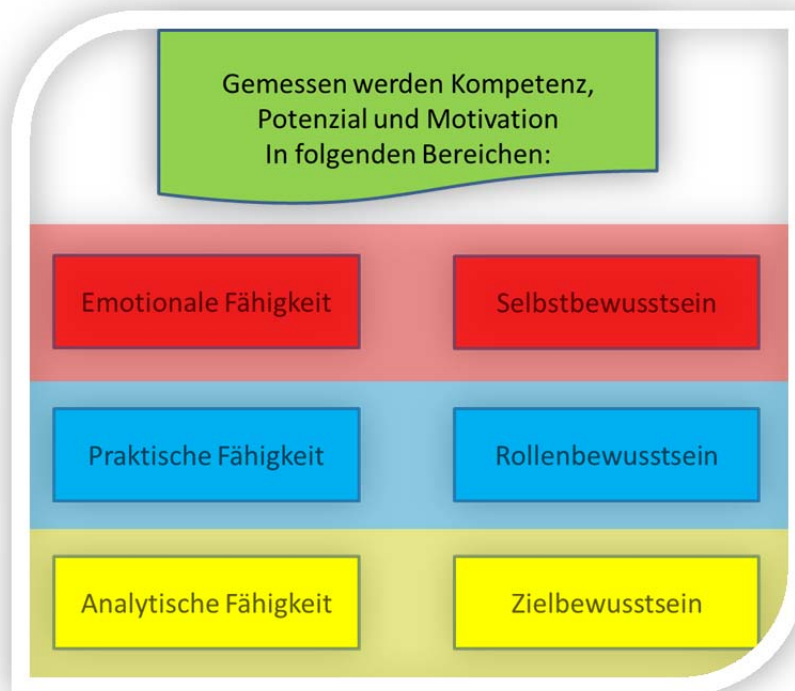 Gemessen werden Kompetenz,
Potenzial und Motivation
In folgenden Bereichen:
Emotionale Fähigkeit
Selbstbewusstsein
Praktische Fähigkeit
Rollenbewusstsein
Analytische Fähigkeit
Zielbewusstsein